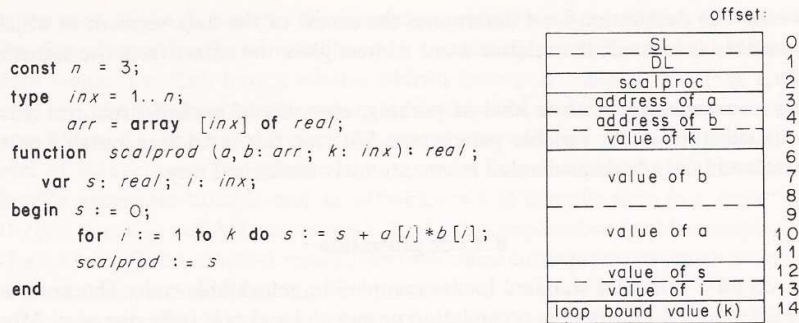 const n = 3;
type inx = 1..n;
arr = array [inx] of real;
function scalprod (a,b: arr; k: inx): real;
var s: real; i: inx;
begin s := 0;
for i := 1 to k do s := s + a[i]*b[i];
scalprod := s
end
offset:
SL 0
DL 1
scalproc 2
address of a 3
address of b 4
value of k 5
6
value of b 7
8
9
value of a 10
11
value of s 12
value of i 13
loop bound value (k) 14